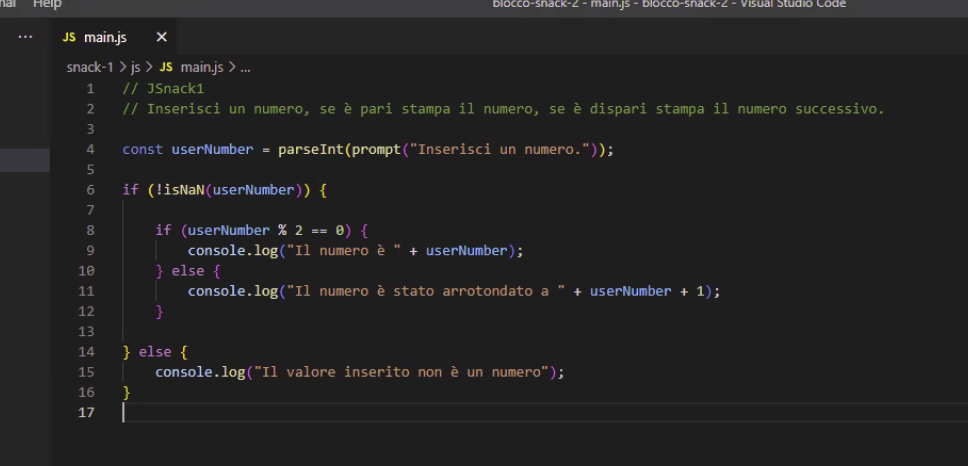 Help
blocco-snack-2 - main.js - blocco-snack-2 - Visual Studio Code
... JS main.js ×
snack-1 > js > JS main.js > ...
1 // JSnack1
2 // Inserisci un numero, se è pari stampa il numero, se è dispari stampa il numero successivo.
3
4 const userNumber = parseInt(prompt("Inserisci un numero."));
5
6 if (!isNaN(userNumber)) {
7
8     if (userNumber % 2 == 0) {
9         console.log("Il numero è " + userNumber);
10     } else {
11         console.log("Il numero è stato arrotondato a " + userNumber + 1);
12     }
13
14 } else {
15     console.log("Il valore inserito non è un numero");
16 }
17